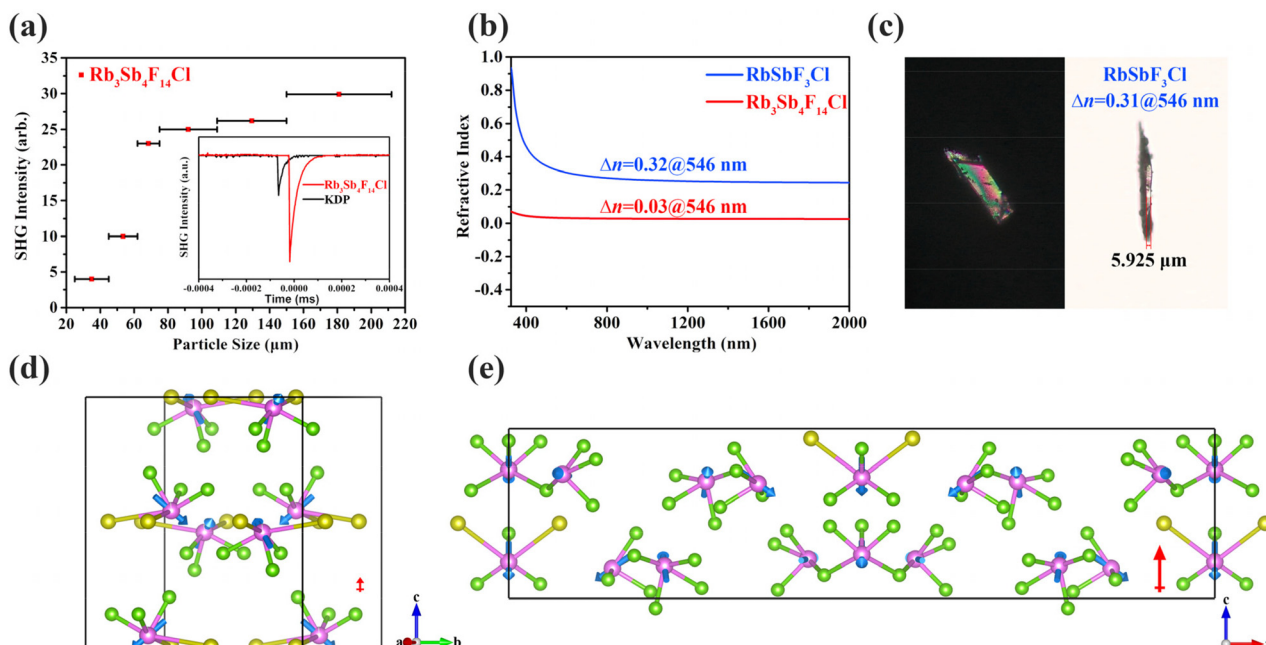 (a)
SHG Intensity (arb.)
35
30
25
20
15
10
5
0
Rb₃Sb₄F₁₄Cl
SHG Intensity (a.u.)
Rb₃Sb₄F₁₄Cl
KDP
-0.0004 -0.0002 0.0000 0.0002 0.0004
Time (ms)
20 40 60 80 100 120 140 160 180 200 220
Particle Size (µm)
(b)
Refractive Index
1.0
0.8
0.6
0.4
0.2
0.0
-0.2
-0.4
RbSbF₃Cl
Rb₃Sb₄F₁₄Cl
Δn=0.32@546 nm
Δn=0.03@546 nm
400 800 1200 1600 2000
Wavelength (nm)
(c)
RbSbF₃Cl
Δn=0.31@546 nm
5.925 µm
(d)
c
a b
(e)
c